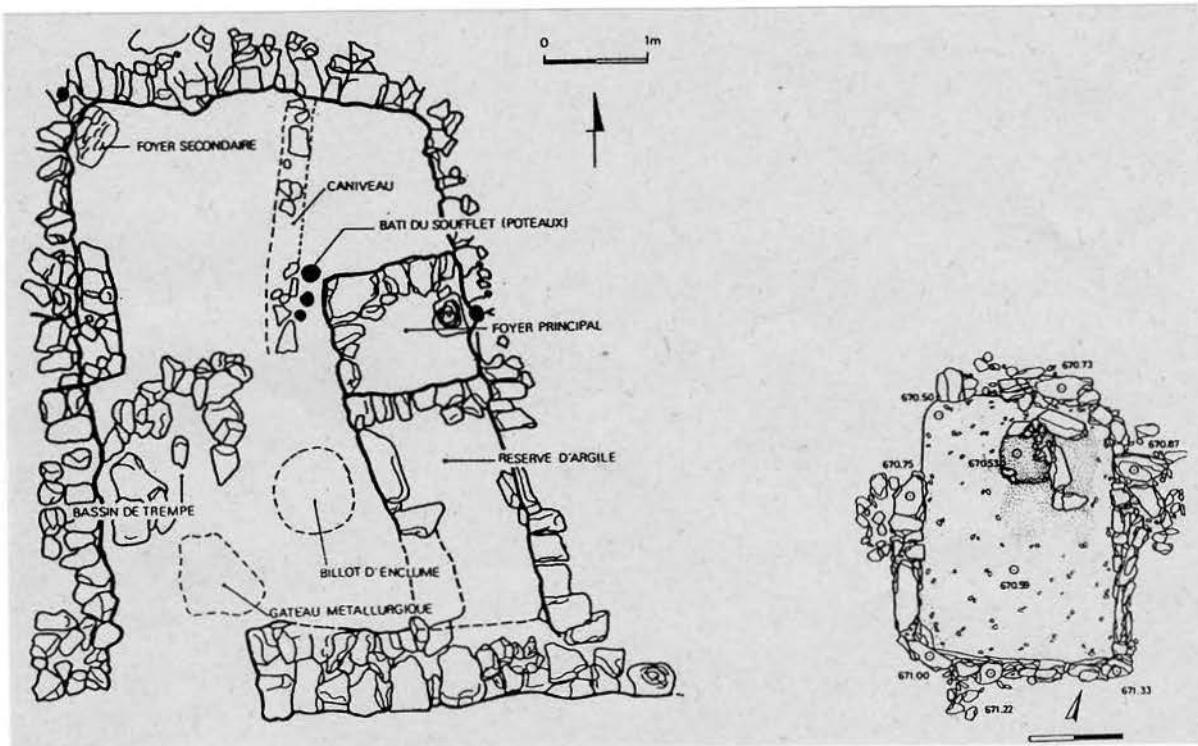 0 1m
FOYER SECONDAIRE
CANIVEAU
BATI DU SOUFFLET (POTEAUX)
FOYER PRINCIPAL
RESERVE D'ARGILE
BASSIN DE TREMPE
BILLOT D'ENCLUME
GATEAU METALLURGIQUE
670.73
670.50
670.87
670.75
670.53
670.59
671.00
671.33
671.22